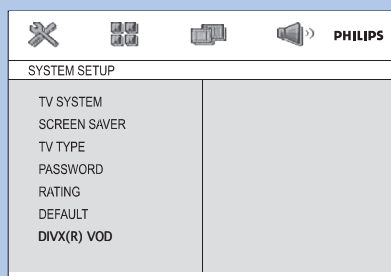 PHILIPS
SYSTEM SETUP
TV SYSTEM
SCREEN SAVER
TV TYPE
PASSWORD
RATING
DEFAULT
DIVX(R) VOD